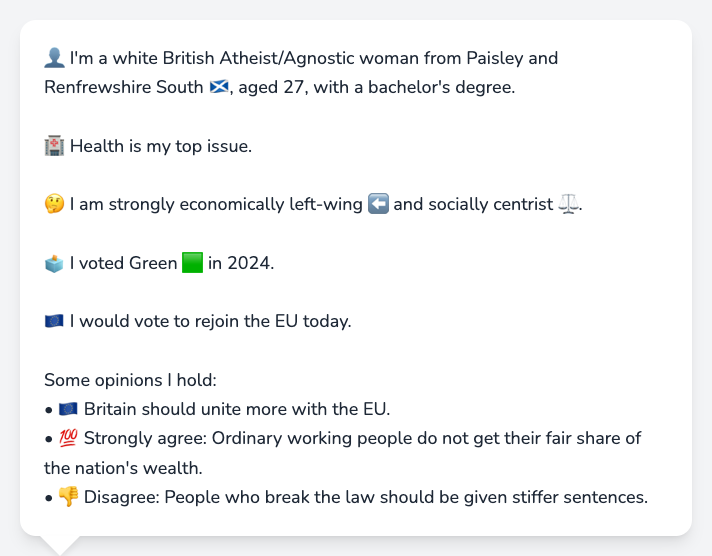 👤 I'm a white British Atheist/Agnostic woman from Paisley and
Renfrewshire South 🏴󠁧󠁢󠁳󠁣󠁴󠁿, aged 27, with a bachelor's degree.
🏥 Health is my top issue.
🤔 I am strongly economically left-wing ⬅️ and socially centrist ⚖️.
🗳️ I voted Green 🟩 in 2024.
🇪🇺 I would vote to rejoin the EU today.
Some opinions I hold:
• 🇪🇺 Britain should unite more with the EU.
• 💯 Strongly agree: Ordinary working people do not get their fair share of
the nation's wealth.
• 👎 Disagree: People who break the law should be given stiffer sentences.